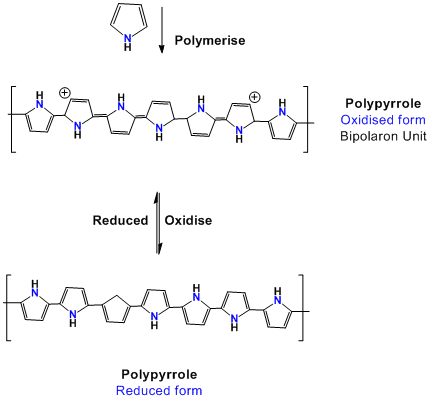 N
H
Polymerise
H ⊕ H H ⊕ H
N N N N
N N N
H H H
Polypyrrole
Oxidised form
Bipolaron Unit
Reduced Oxidise
H H H
N N N
N N N
H H H
Polypyrrole
Reduced form